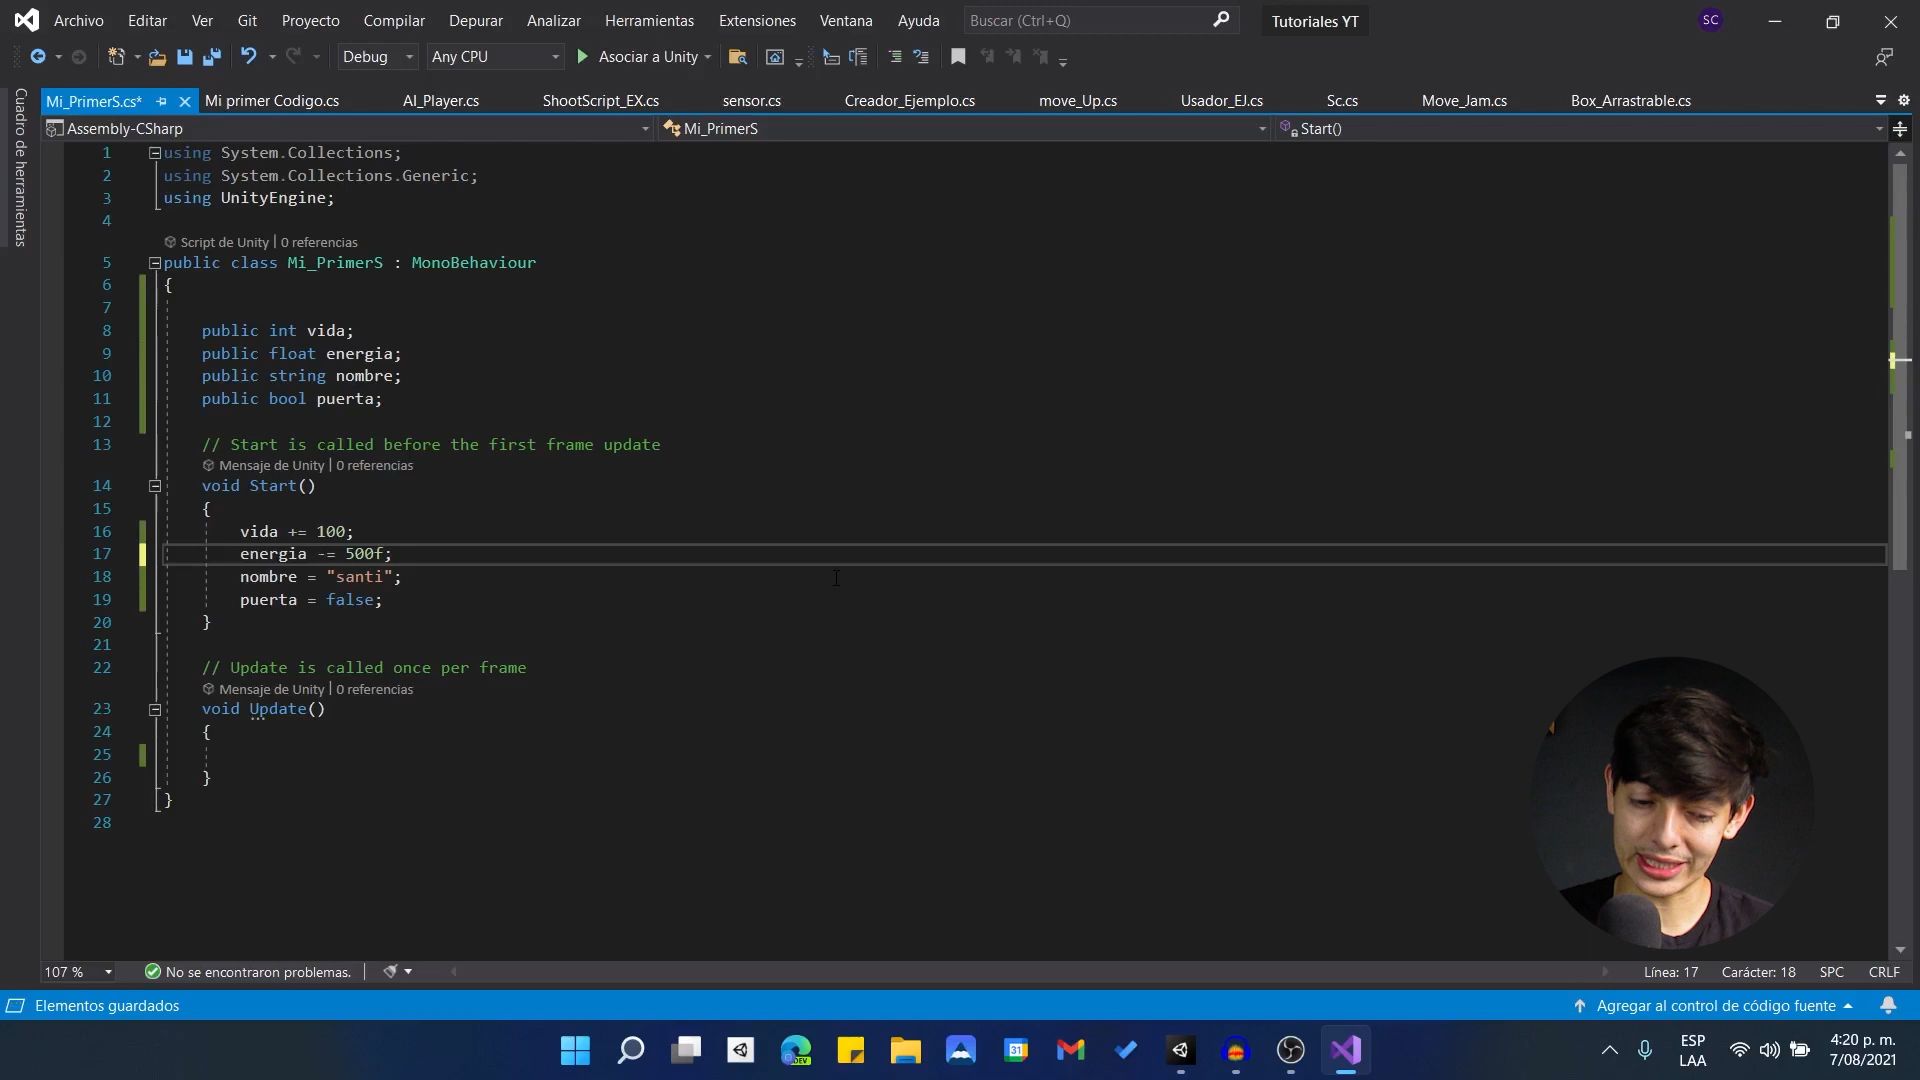 Archivo Editar Ver Git Proyecto Compilar Depurar Analizar Herramientas Extensiones Ventana Ayuda Buscar (Ctrl+Q) Tutoriales YT SC
Debug Any CPU Asociar a Unity
Cuadro de herramientas
Mi_PrimerS.cs* Mi primer Codigo.cs AI_Player.cs ShootScript_EX.cs sensor.cs Creador_Ejemplo.cs move_Up.cs Usador_EJ.cs Sc.cs Move_Jam.cs Box_Arrastrable.cs
Assembly-CSharp Mi_PrimerS Start()
1 using System.Collections;
2 using System.Collections.Generic;
3 using UnityEngine;
4
Script de Unity | 0 referencias
5 public class Mi_PrimerS : MonoBehaviour
6 {
7
8 public int vida;
9 public float energia;
10 public string nombre;
11 public bool puerta;
12
13 // Start is called before the first frame update
Mensaje de Unity | 0 referencias
14 void Start()
15 {
16 vida += 100;
17 energia -= 500f;
18 nombre = "santi";
19 puerta = false;
20 }
21
22 // Update is called once per frame
Mensaje de Unity | 0 referencias
23 void Update()
24 {
25
26 }
27 }
28
107 % No se encontraron problemas. Línea: 17 Carácter: 18 SPC CRLF
Elementos guardados Agregar al control de código fuente
DEV 31 ESP 4:20 p. m.
LAA 7/08/2021